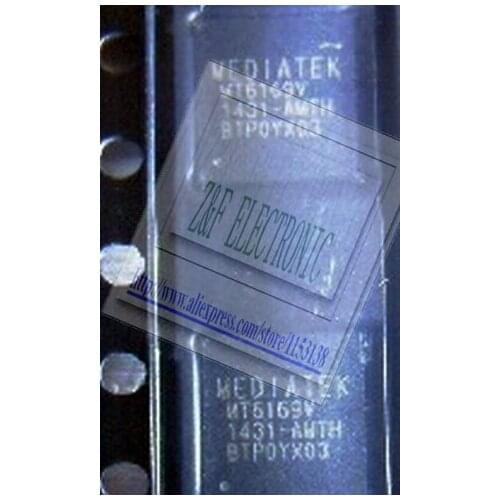 MEDIATEK
MT6169V
1431-AMTH
BTP0YX03
Z&F ELECTRONIC
http://www.aliexpress.com/store/1153138
MEDIATEK
MT6169V
1431-AMTH
BTP0YX03